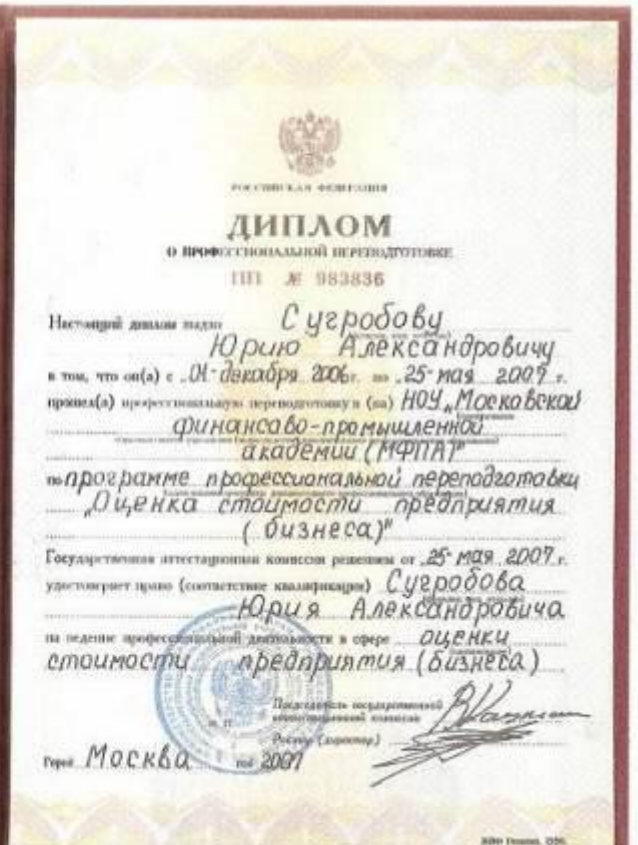 РОССИЙСКАЯ ФЕДЕРАЦИЯ
ДИПЛОМ
О ПРОФЕССИОНАЛЬНОЙ ПЕРЕПОДГОТОВКЕ
ПП № 983836
Настоящий диплом выдан Сугробову
Юрию Александровичу
в том, что он(а) с „01“ декабря 2006 г. по „25“ мая 2007 г.
прошел(а) профессиональную переподготовку в (на) НОУ „Московской
финансово-промышленной
академии (МФПА)“
по программе профессиональной переподготовки
„Оценка стоимости предприятия
(бизнеса)“
Государственная аттестационная комиссия решением от „25“ мая 2007 г.
удостоверяет право (соответствие квалификации) Сугробова
Юрия Александровича
на ведение профессиональной деятельности в сфере оценки
стоимости предприятия (бизнеса)
Председатель государственной
аттестационной комиссии
М. П.
Ректор (директор)
Город Москва год 2007